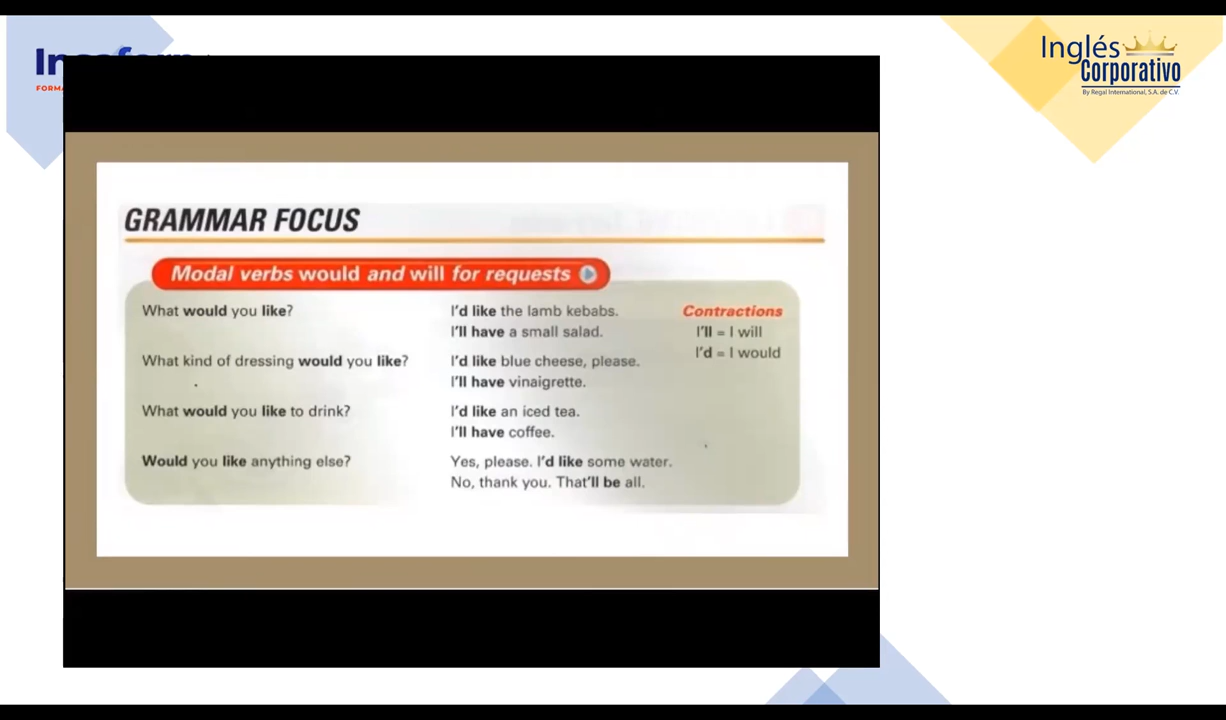 FORMA
Inglés
Corporativo
By Regal International, S.A. de C.V.
GRAMMAR FOCUS
Modal verbs would and will for requests
What would you like?
I'd like the lamb kebabs.
I'll have a small salad.
What kind of dressing would you like?
I'd like blue cheese, please.
I'll have vinaigrette.
What would you like to drink?
I'd like an iced tea.
I'll have coffee.
Would you like anything else?
Yes, please. I'd like some water.
No, thank you. That'll be all.
Contractions
I'll = I will
I'd = I would